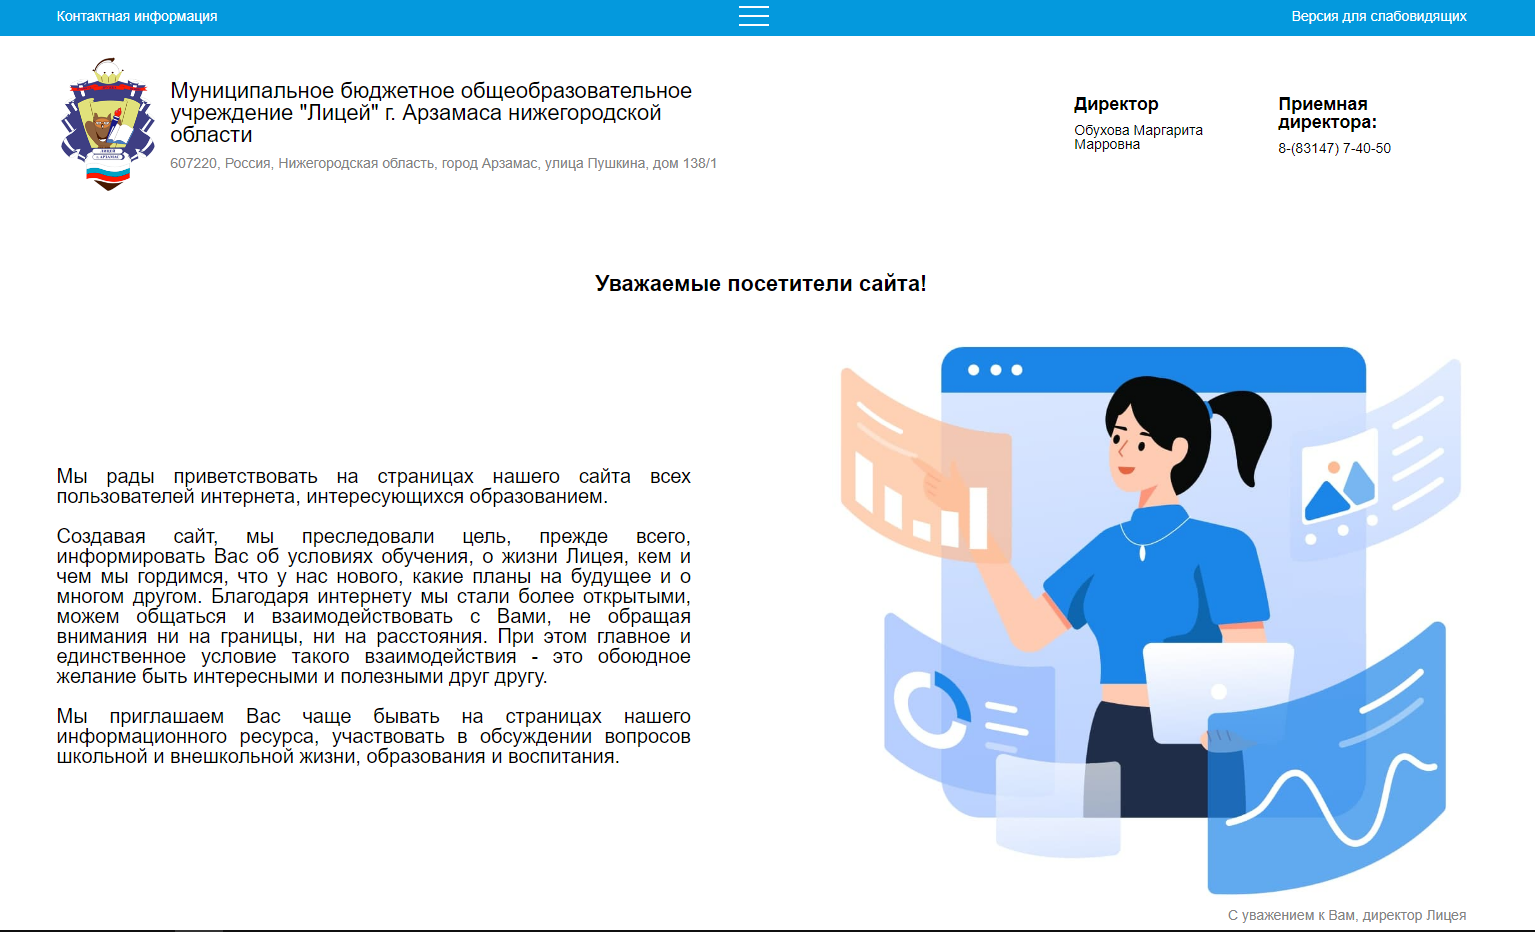 Контактная информация
Версия для слабовидящих
Муниципальное бюджетное общеобразовательное
учреждение "Лицей" г. Арзамаса нижегородской
области
607220, Россия, Нижегородская область, город Арзамас, улица Пушкина, дом 138/1
Директор
Обухова Маргарита
Марровна
Приемная
директора:
8-(83147) 7-40-50
ЛИЦЕЙ
Г. АРЗАМАС
Уважаемые посетители сайта!
Мы рады приветствовать на страницах нашего сайта всех
пользователей интернета, интересующихся образованием.
Создавая сайт, мы преследовали цель, прежде всего,
информировать Вас об условиях обучения, о жизни Лицея, кем и
чем мы гордимся, что у нас нового, какие планы на будущее и о
многом другом. Благодаря интернету мы стали более открытыми,
можем общаться и взаимодействовать с Вами, не обращая
внимания ни на границы, ни на расстояния. При этом главное и
единственное условие такого взаимодействия - это обоюдное
желание быть интересными и полезными друг другу.
Мы приглашаем Вас чаще бывать на страницах нашего
информационного ресурса, участвовать в обсуждении вопросов
школьной и внешкольной жизни, образования и воспитания.
С уважением к Вам, директор Лицея